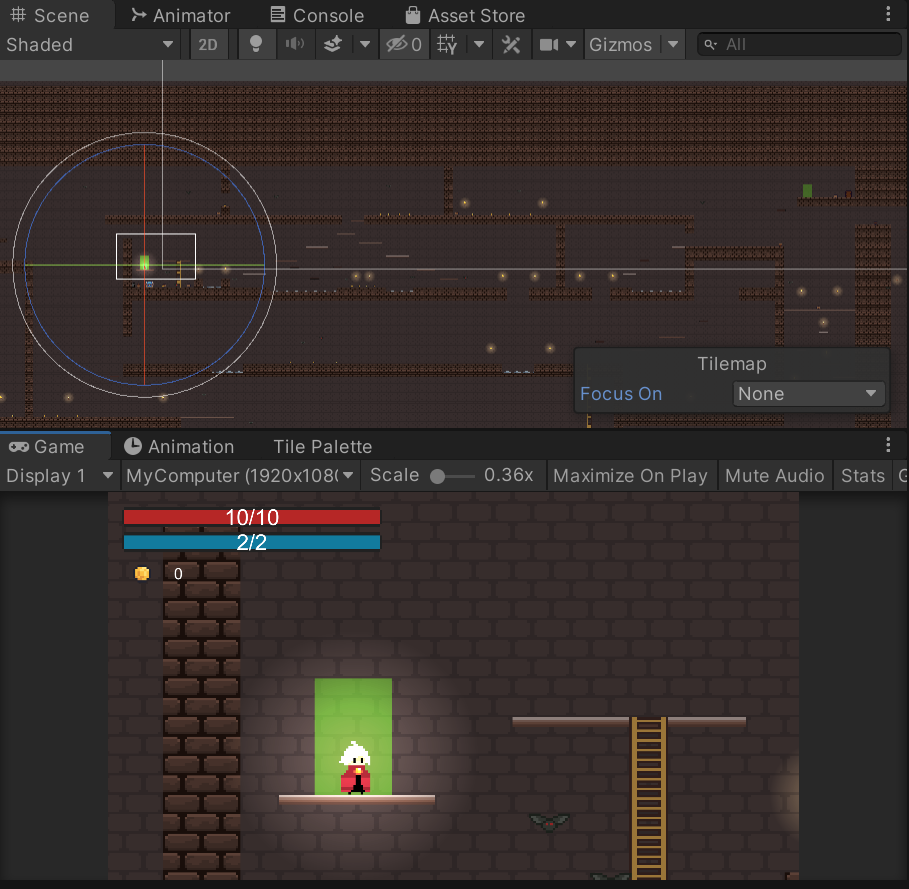 Scene Animator Console Asset Store
Shaded 2D 0 Gizmos All
Tilemap
Focus On None
Game Animation Tile Palette
Display 1 MyComputer (1920x108 Scale 0.36x Maximize On Play Mute Audio Stats G
10/10
2/2
0